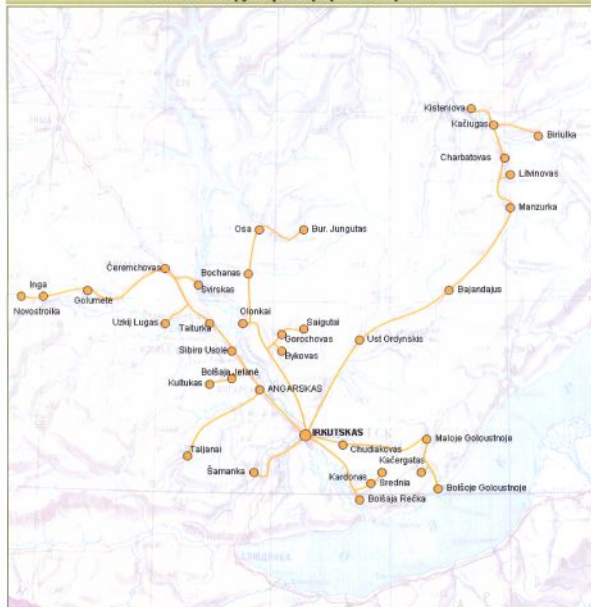 Kisteniova
Kačiugas
Biriulka
Charbatovas
Litvinovas
Manzurka
Osa
Bur. Jungutas
Čeremchovas
Bochanas
Inga
Svirskas
Golumetė
Bajandajus
Novostroika
Uzkij Lugas
Taiturka
Olonkai
Saigutai
Gorochovas
Ust Ordynskis
Sibiro Usolė
Bykovas
Bolšaja Jelanė
Kultukas
ANGARSKAS
IRKUTSKAS
Maloje Goloustnoje
Chudiakovas
Taljanai
Kačergatas
Šamanka
Kardonas
Srednia
Bolšoje Goloustnoje
Bolšaja Rečka